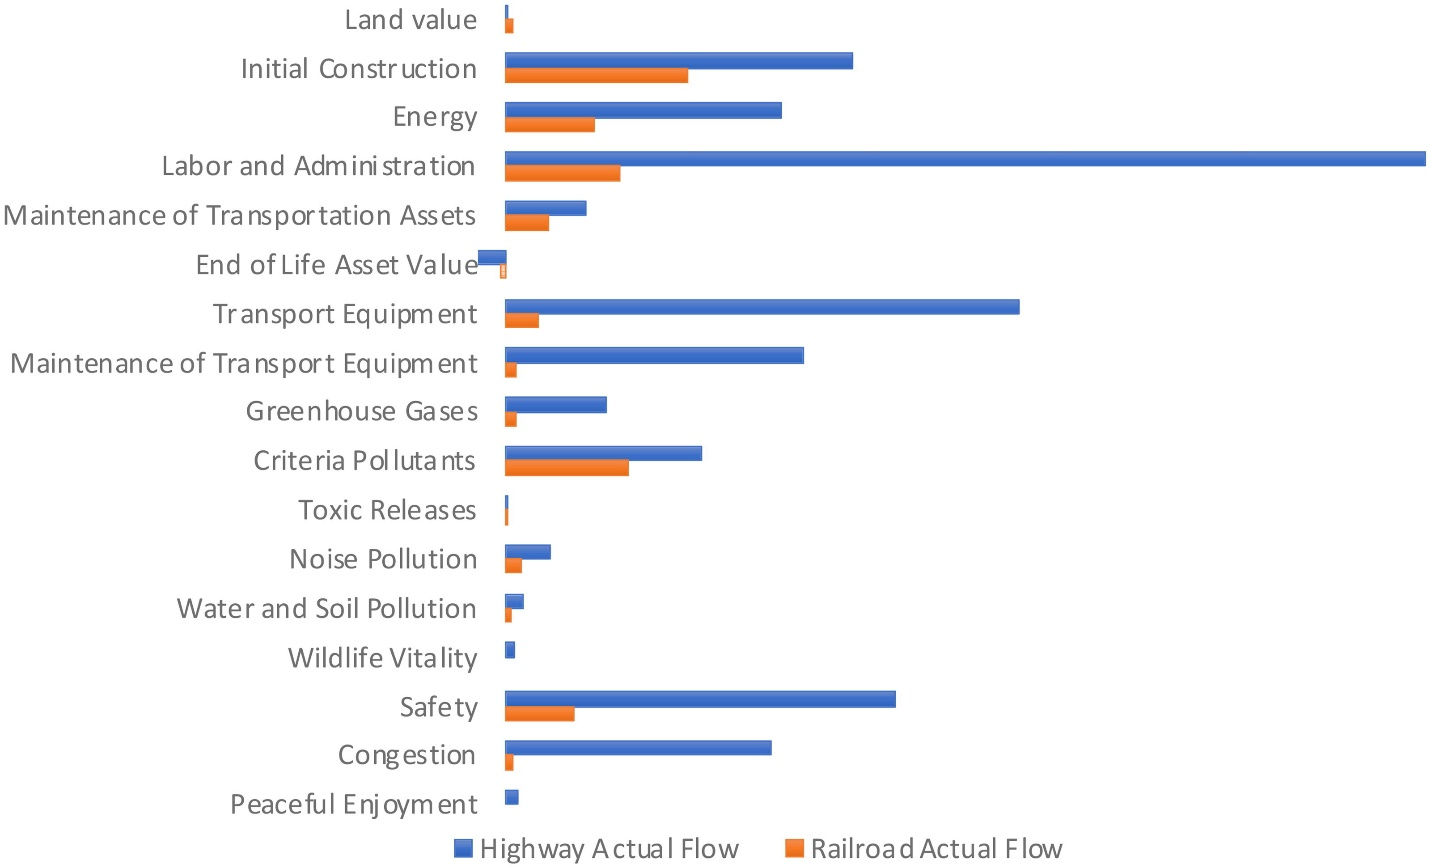 Land value
Initial Construction
Energy
Labor and Administration
Maintenance of Transportation Assets
End of Life Asset Value
Transport Equipment
Maintenance of Transport Equipment
Greenhouse Gases
Criteria Pollutants
Toxic Releases
Noise Pollution
Water and Soil Pollution
Wildlife Vitality
Safety
Congestion
Peaceful Enjoyment
Highway Actual Flow Railroad Actual Flow